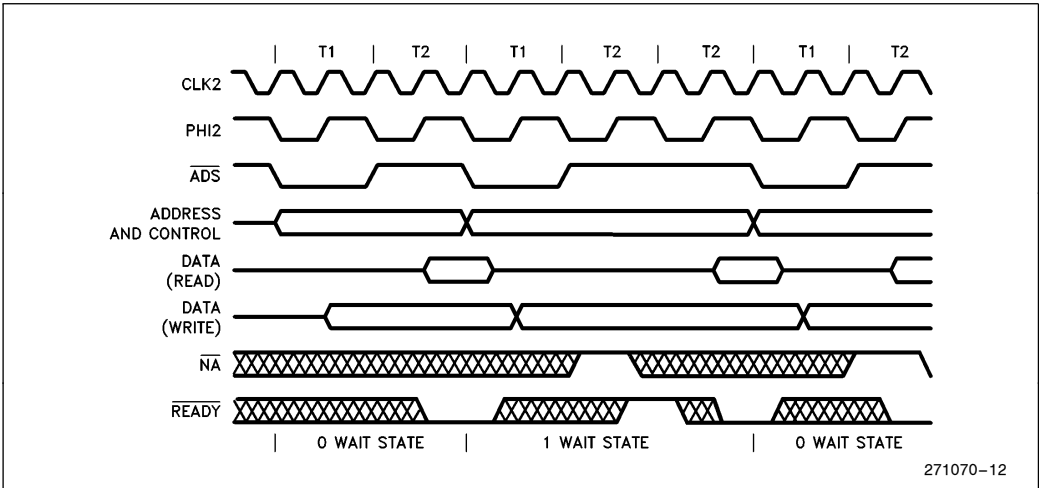 | T1 | T2 | T1 | T2 | T2 | T1 | T2
CLK2
PHI2
ADS
ADDRESS
AND CONTROL
DATA
(READ)
DATA
(WRITE)
NA
READY
| 0 WAIT STATE | 1 WAIT STATE | 0 WAIT STATE
271070–12